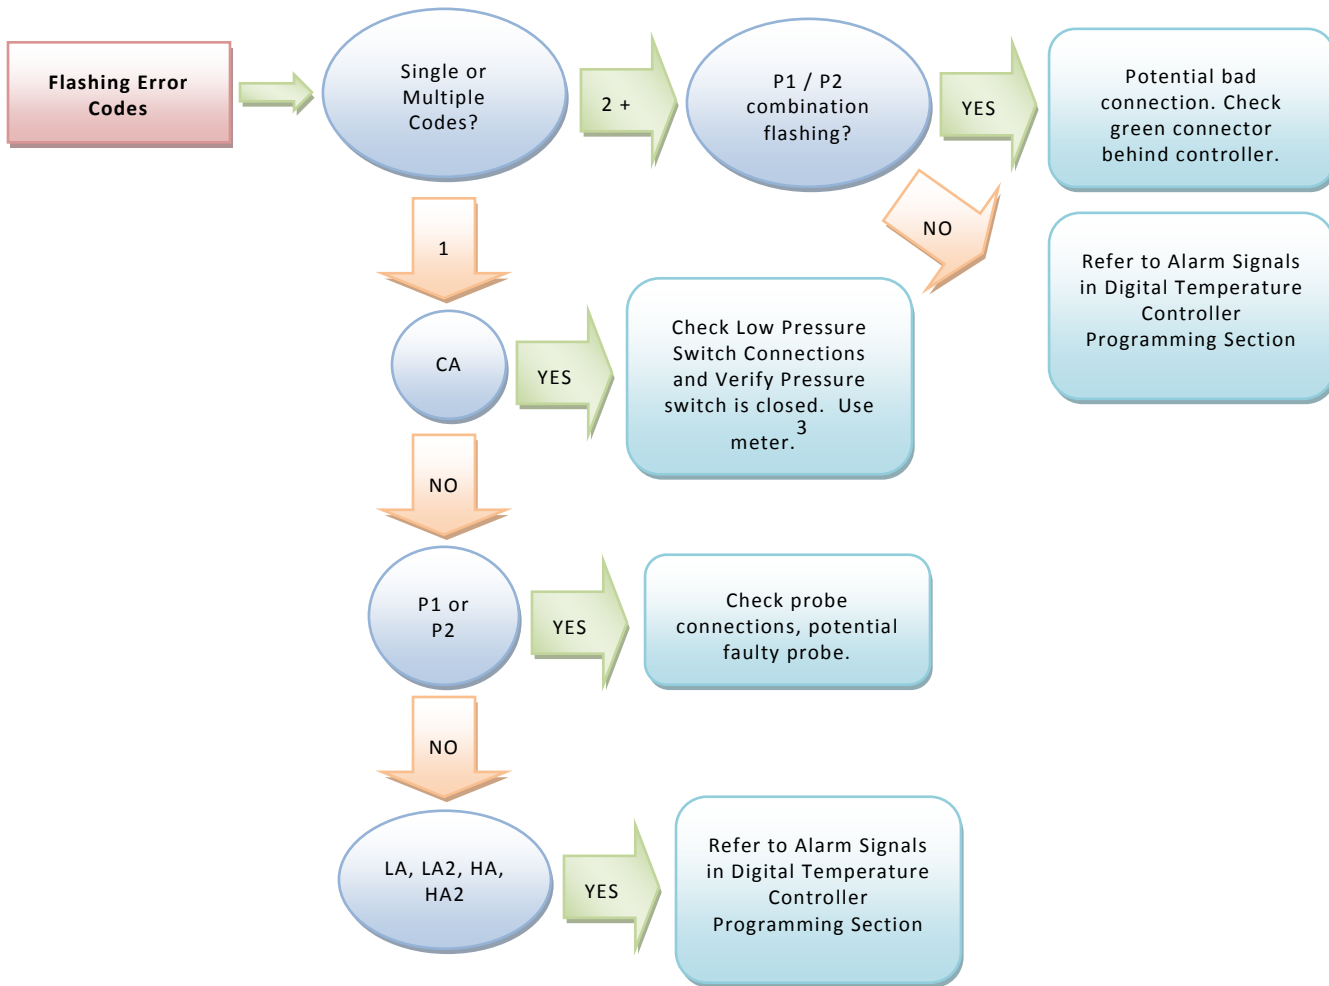 Flashing Error
Codes
Single or
Multiple
Codes?
2 +
P1 / P2
combination
flashing?
YES
Potential bad
connection. Check
green connector
behind controller.
NO
Refer to Alarm Signals
in Digital Temperature
Controller
Programming Section
1
CA
YES
Check Low Pressure
Switch Connections
and Verify Pressure
switch is closed.  Use
meter.3
NO
P1 or
P2
YES
Check probe
connections, potential
faulty probe.
NO
LA, LA2, HA,
HA2
YES
Refer to Alarm Signals
in Digital Temperature
Controller
Programming Section